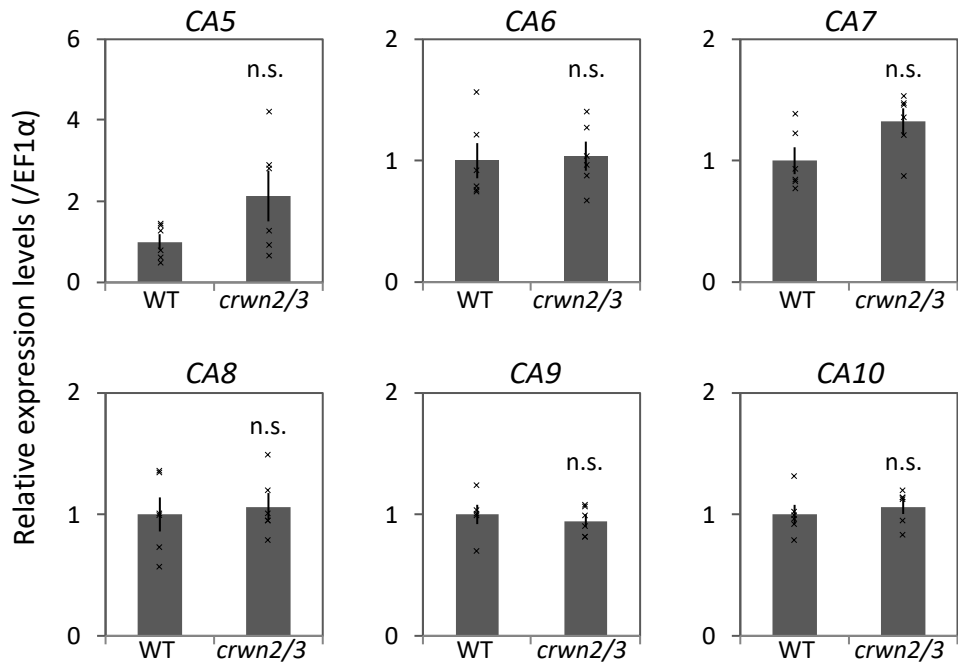 Relative expression levels (/EF1α)
CA5
6
4
2
0
n.s.
WT crwn2/3
CA6
2
1
0
n.s.
WT crwn2/3
CA7
2
1
0
n.s.
WT crwn2/3
CA8
2
1
0
n.s.
WT crwn2/3
CA9
2
1
0
n.s.
WT crwn2/3
CA10
2
1
0
n.s.
WT crwn2/3